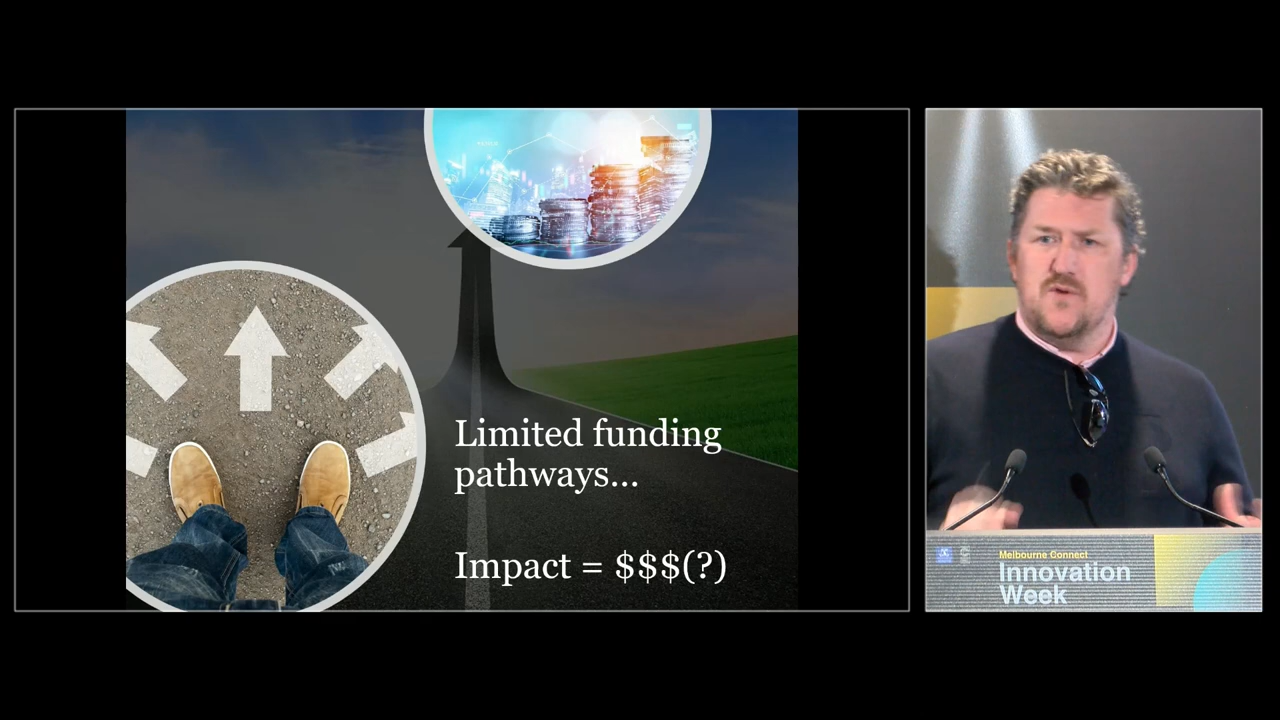 Limited funding
pathways...
Impact = $$$(?)
Melbourne Connect
Innovation
Week